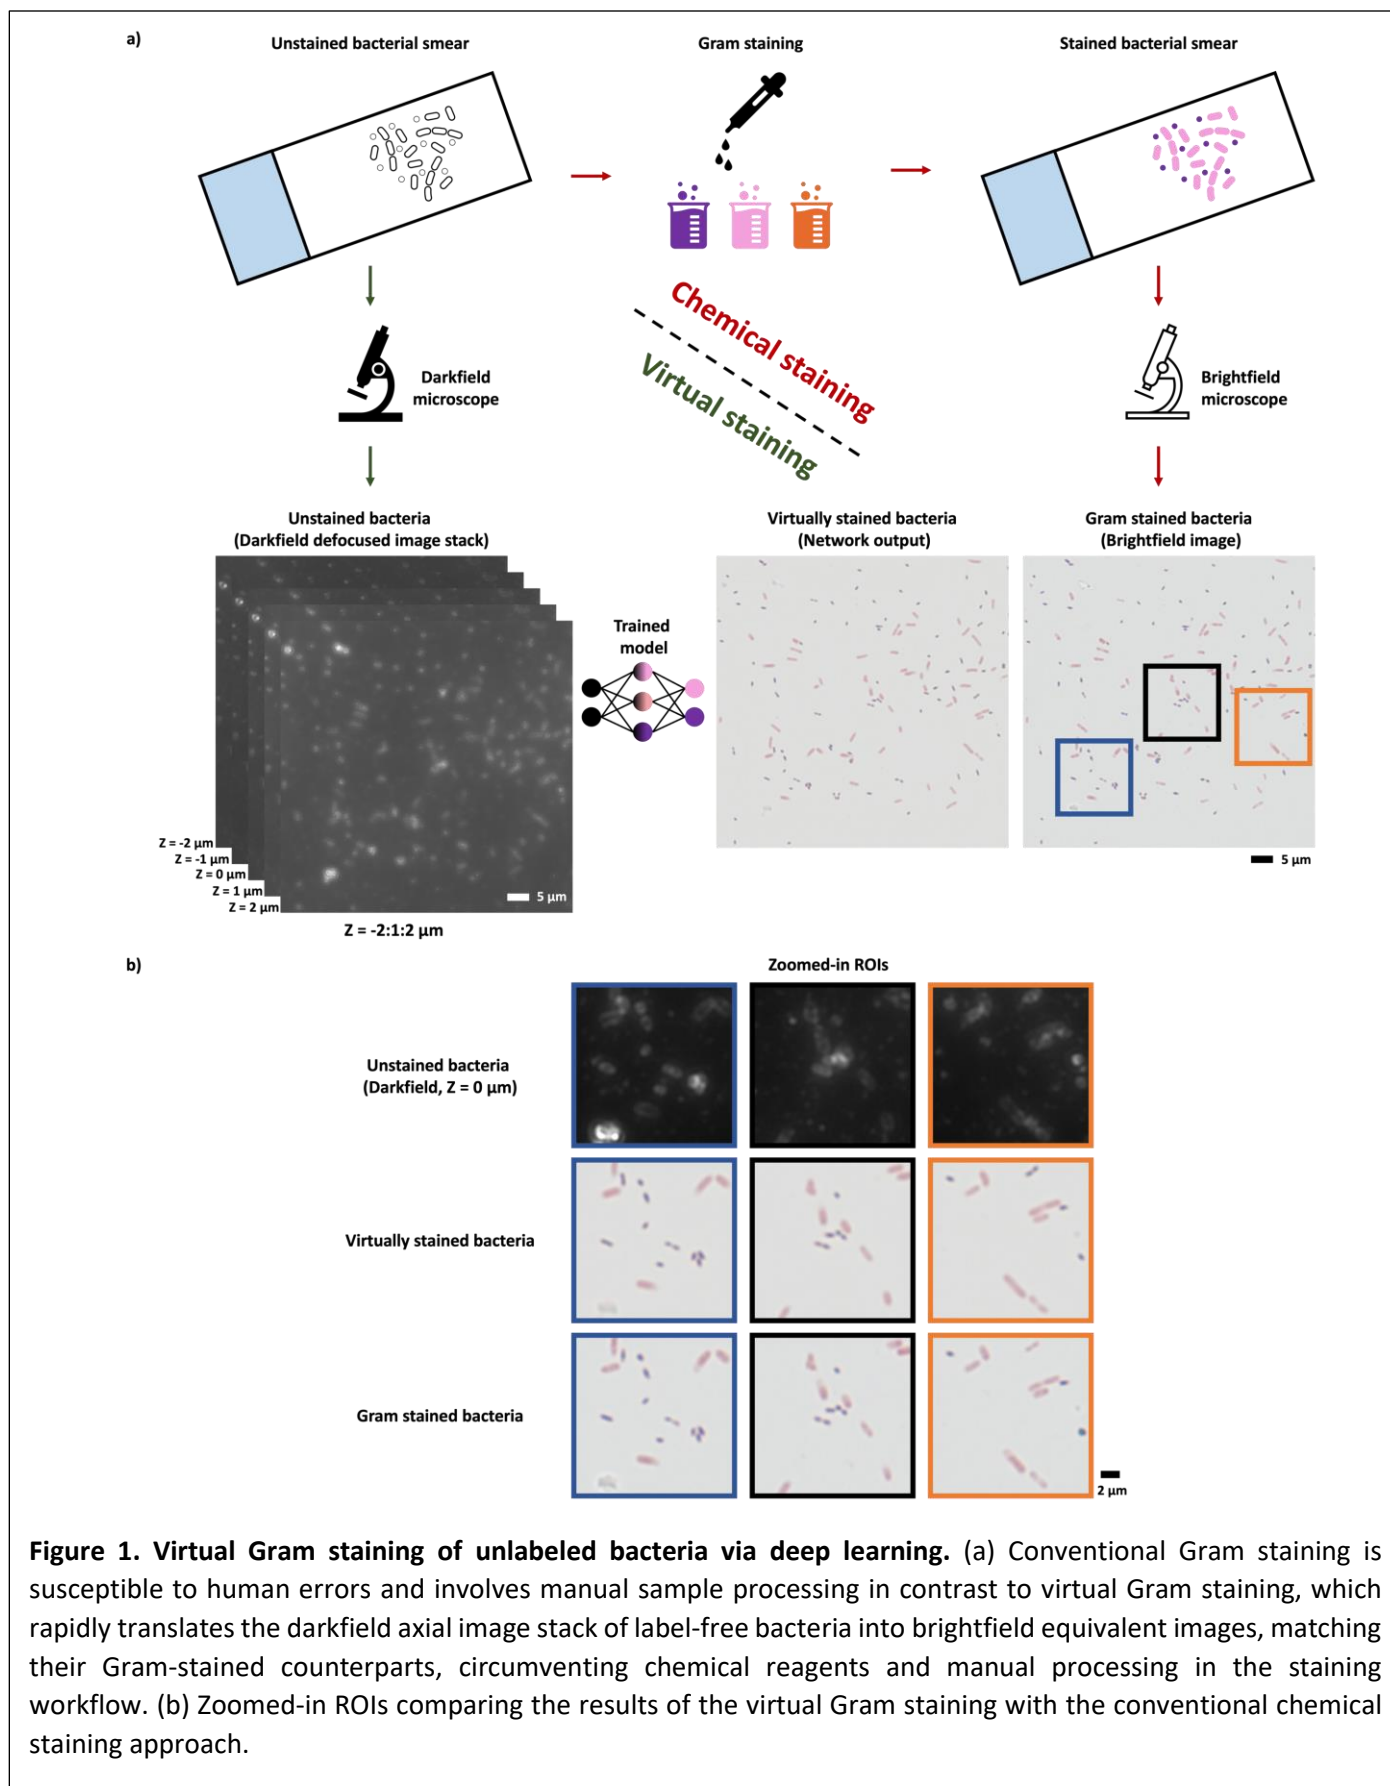 a)
Unstained bacterial smear
Gram staining
Stained bacterial smear
Chemical staining
Virtual staining
Darkfield
microscope
Brightfield
microscope
Unstained bacteria
(Darkfield defocused image stack)
Virtually stained bacteria
(Network output)
Gram stained bacteria
(Brightfield image)
Trained
model
Z = -2 µm
Z = -1 µm
Z = 0 µm
Z = 1 µm
Z = 2 µm
5 µm
5 µm
Z = -2:1:2 µm
b)
Zoomed-in ROIs
Unstained bacteria
(Darkfield, Z = 0 µm)
Virtually stained bacteria
Gram stained bacteria
2 µm
Figure 1. Virtual Gram staining of unlabeled bacteria via deep learning. (a) Conventional Gram staining is
susceptible to human errors and involves manual sample processing in contrast to virtual Gram staining, which
rapidly translates the darkfield axial image stack of label-free bacteria into brightfield equivalent images, matching
their Gram-stained counterparts, circumventing chemical reagents and manual processing in the staining
workflow. (b) Zoomed-in ROIs comparing the results of the virtual Gram staining with the conventional chemical
staining approach.